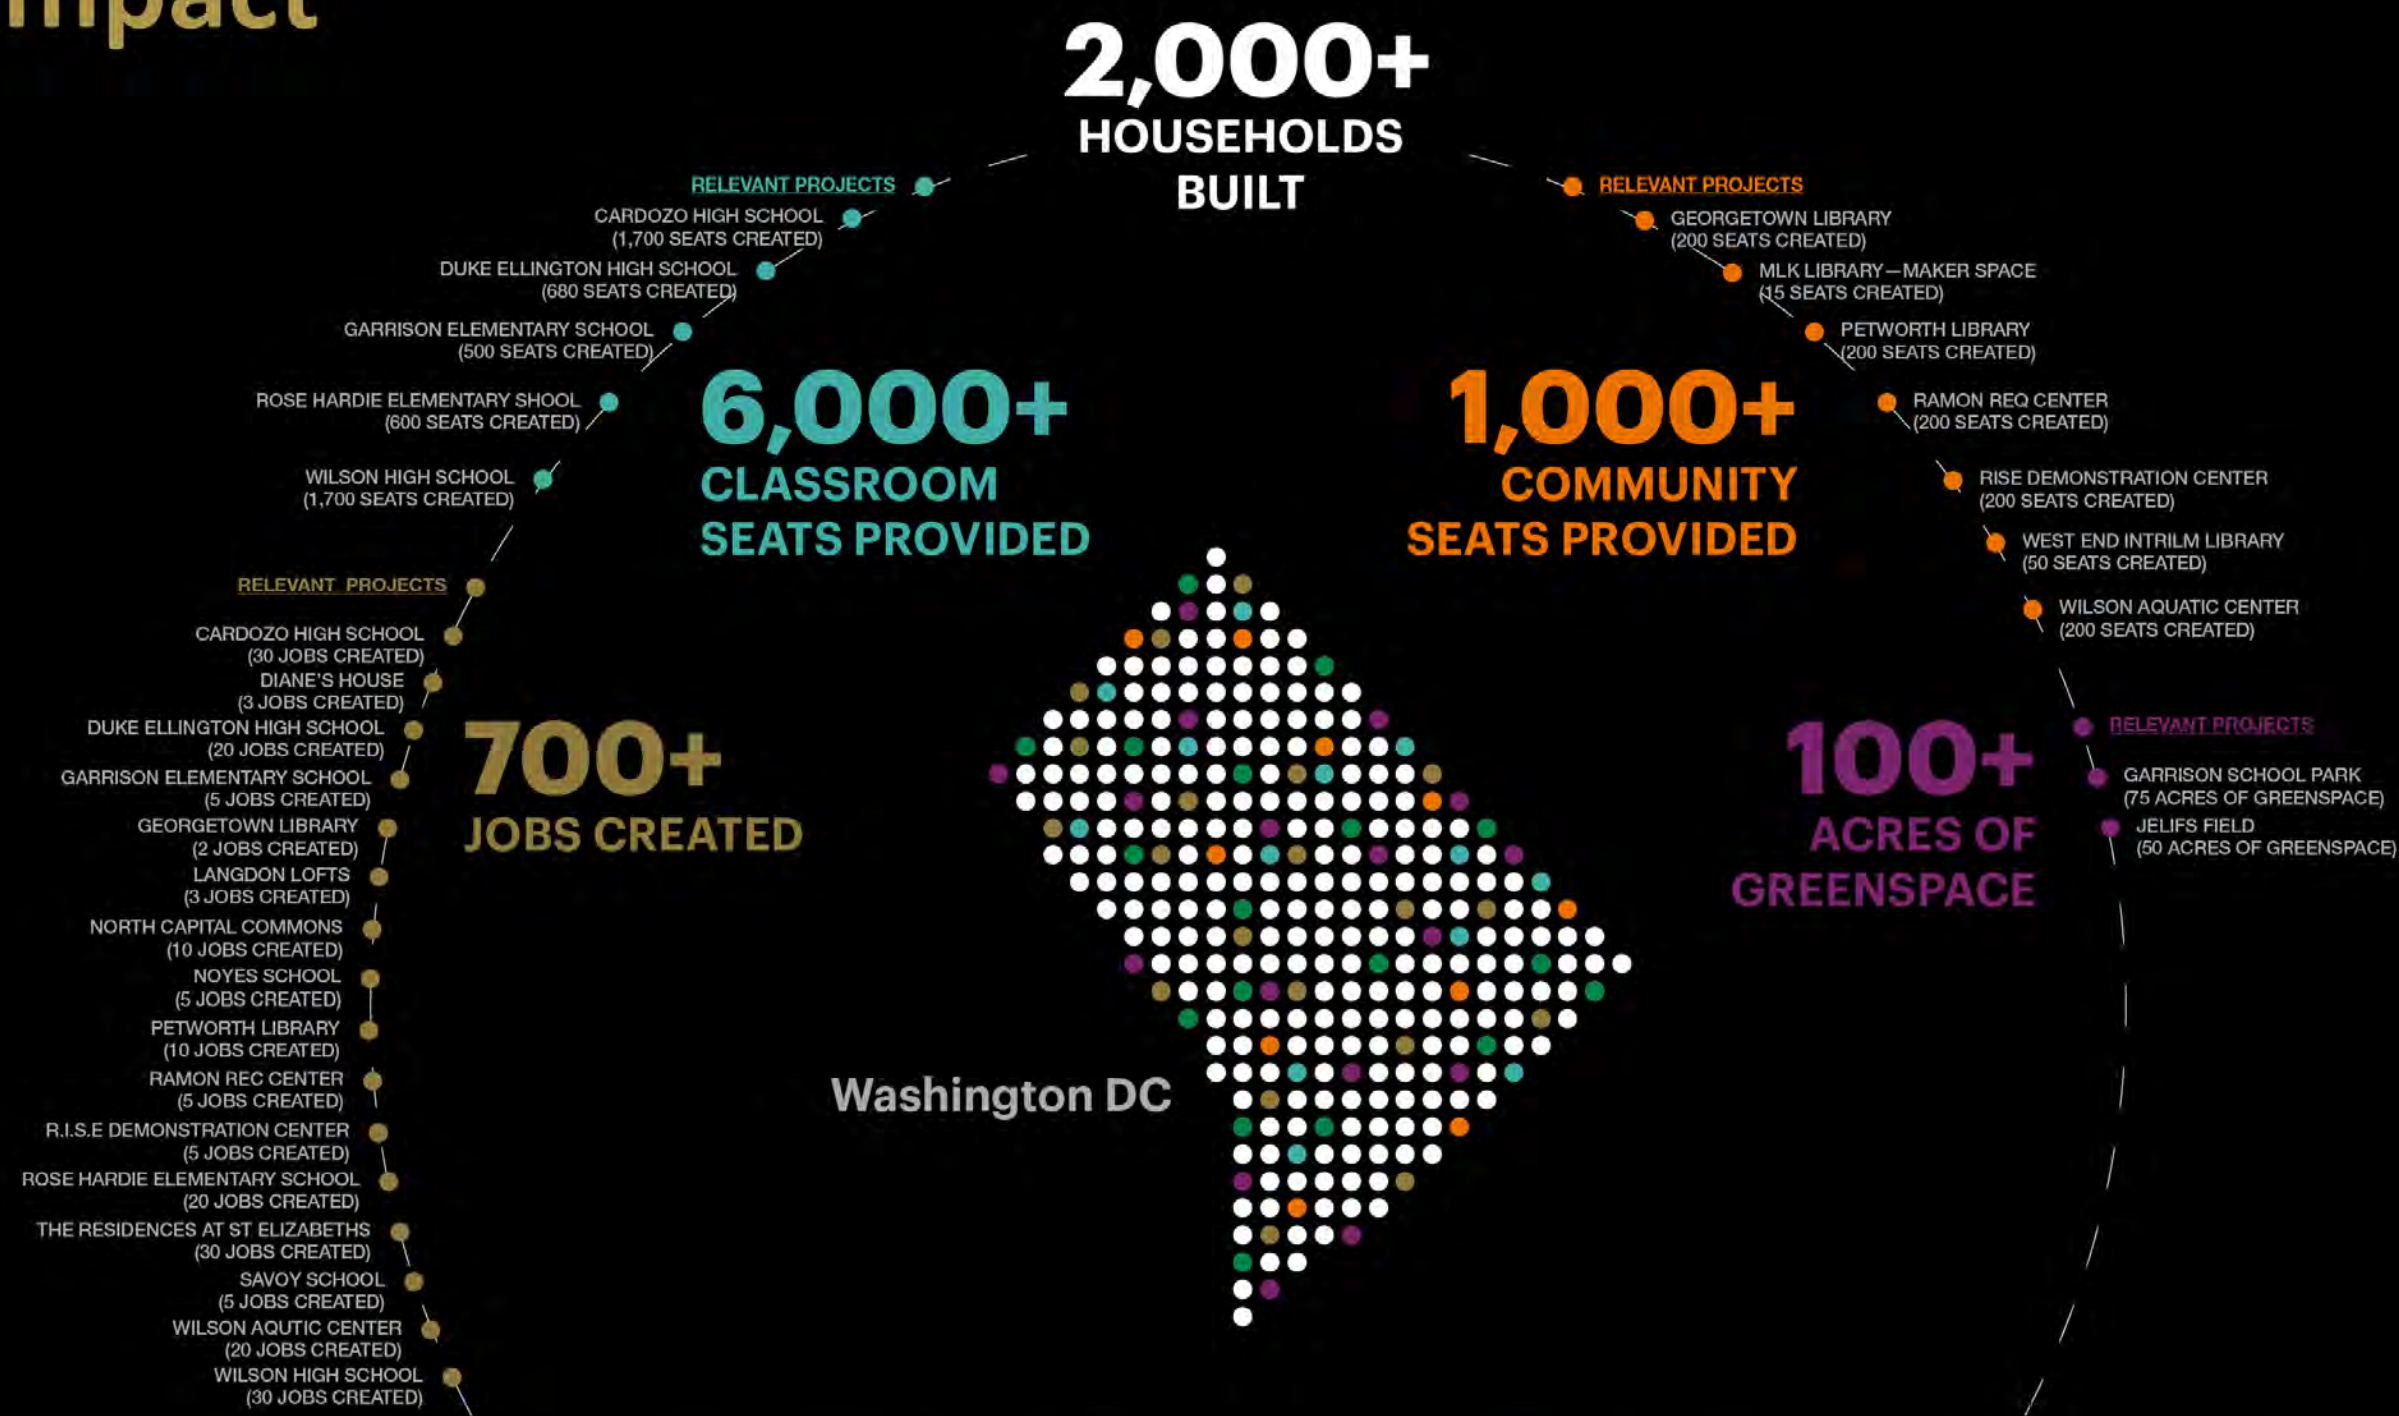 mpact
2,000+
HOUSEHOLDS
BUILT
RELEVANT PROJECTS
CARDOZO HIGH SCHOOL
(1,700 SEATS CREATED)
DUKE ELLINGTON HIGH SCHOOL
(680 SEATS CREATED)
GARRISON ELEMENTARY SCHOOL
(500 SEATS CREATED)
ROSE HARDIE ELEMENTARY SHOOL
(600 SEATS CREATED)
WILSON HIGH SCHOOL
(1,700 SEATS CREATED)
6,000+
CLASSROOM
SEATS PROVIDED
RELEVANT PROJECTS
GEORGETOWN LIBRARY
(200 SEATS CREATED)
MLK LIBRARY—MAKER SPACE
(15 SEATS CREATED)
PETWORTH LIBRARY
(200 SEATS CREATED)
RAMON REQ CENTER
(200 SEATS CREATED)
RISE DEMONSTRATION CENTER
(200 SEATS CREATED)
WEST END INTRILM LIBRARY
(50 SEATS CREATED)
WILSON AQUATIC CENTER
(200 SEATS CREATED)
1,000+
COMMUNITY
SEATS PROVIDED
RELEVANT PROJECTS
CARDOZO HIGH SCHOOL
(30 JOBS CREATED)
DIANE'S HOUSE
(3 JOBS CREATED)
DUKE ELLINGTON HIGH SCHOOL
(20 JOBS CREATED)
GARRISON ELEMENTARY SCHOOL
(5 JOBS CREATED)
GEORGETOWN LIBRARY
(2 JOBS CREATED)
LANGDON LOFTS
(3 JOBS CREATED)
NORTH CAPITAL COMMONS
(10 JOBS CREATED)
NOYES SCHOOL
(5 JOBS CREATED)
PETWORTH LIBRARY
(10 JOBS CREATED)
RAMON REC CENTER
(5 JOBS CREATED)
R.I.S.E DEMONSTRATION CENTER
(5 JOBS CREATED)
ROSE HARDIE ELEMENTARY SCHOOL
(20 JOBS CREATED)
THE RESIDENCES AT ST ELIZABETHS
(30 JOBS CREATED)
SAVOY SCHOOL
(5 JOBS CREATED)
WILSON AQUTIC CENTER
(20 JOBS CREATED)
WILSON HIGH SCHOOL
(30 JOBS CREATED)
700+
JOBS CREATED
RELEVANT PROJECTS
GARRISON SCHOOL PARK
(75 ACRES OF GREENSPACE)
JELIFS FIELD
(50 ACRES OF GREENSPACE)
100+
ACRES OF
GREENSPACE
Washington DC